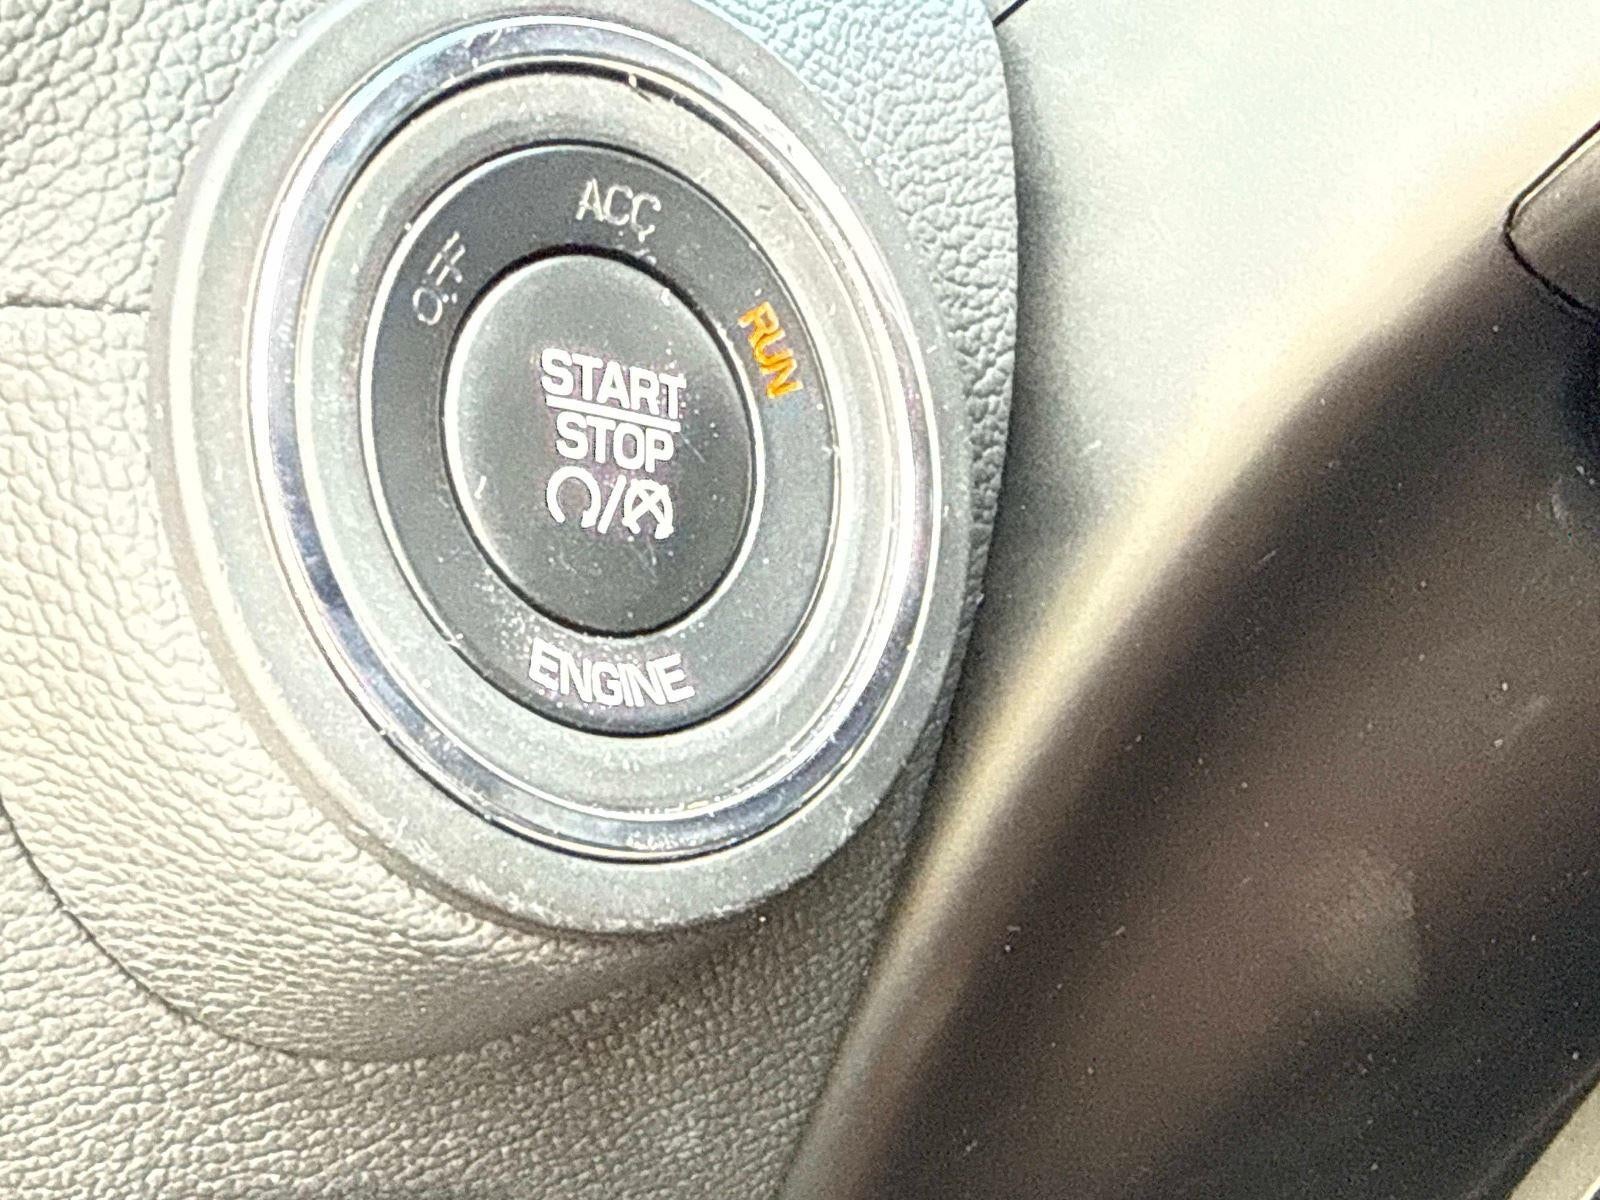 OFF
ACC
RUN
START
STOP
ENGINE